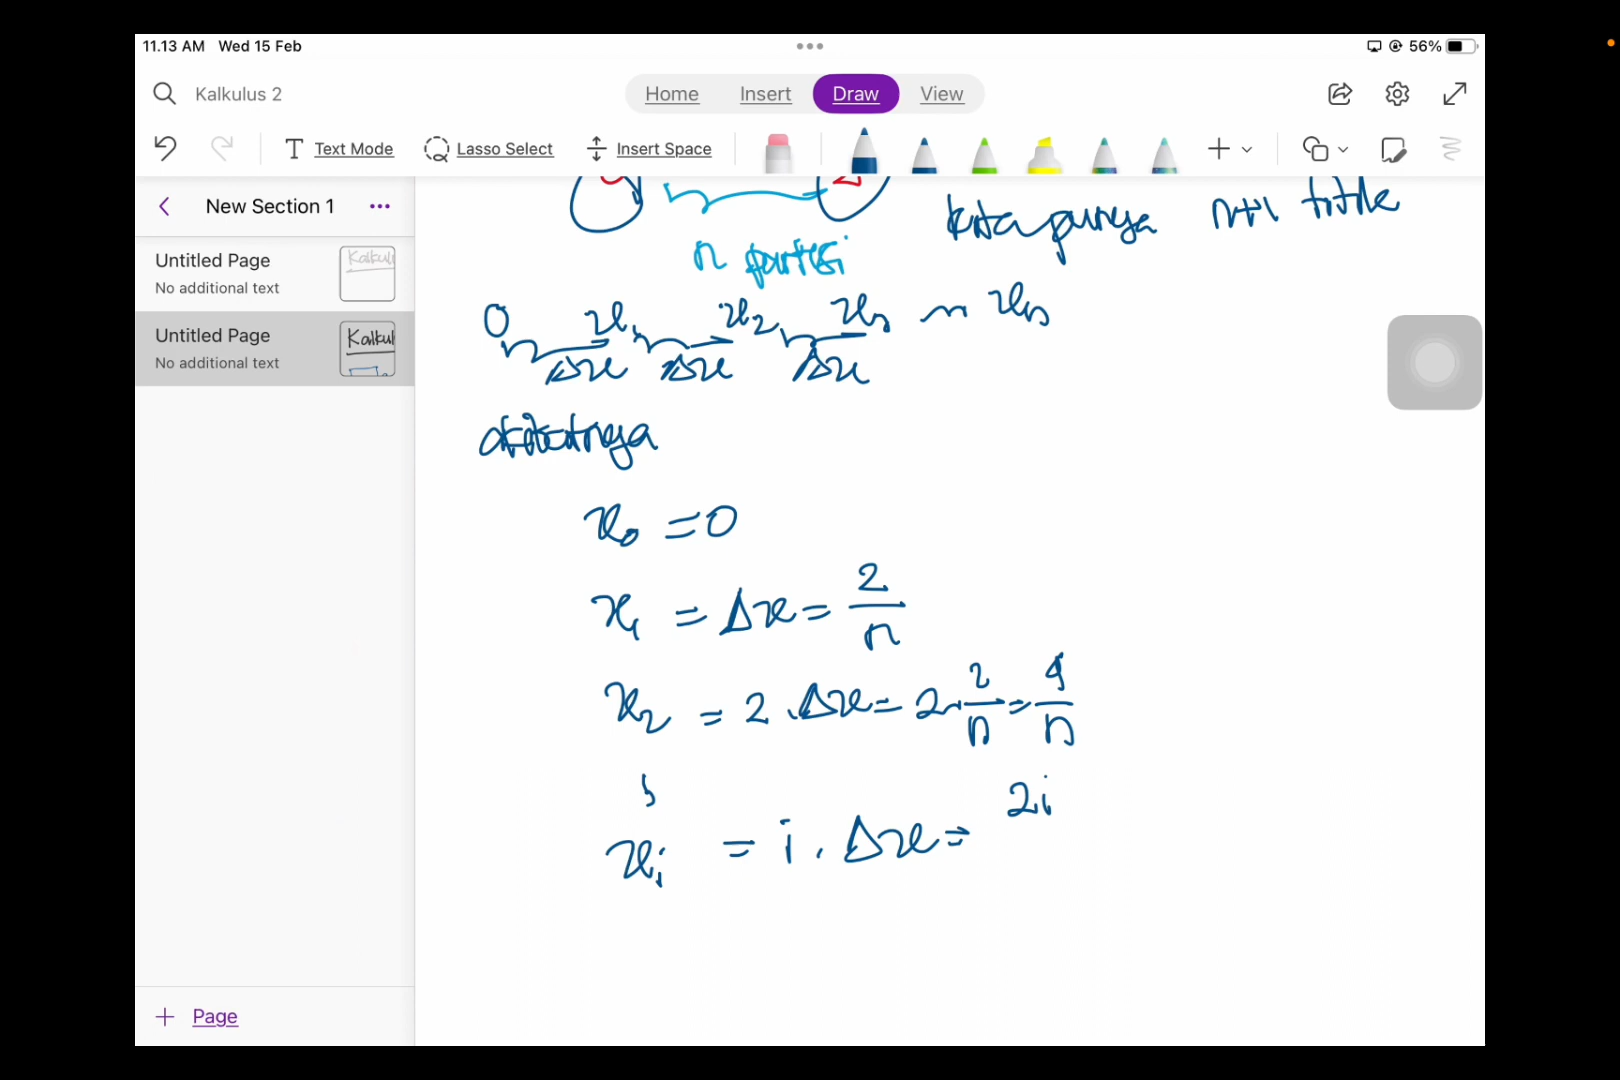 11.13 AM Wed 15 Feb
56%
Kalkulus 2
Home Insert Draw View
Text Mode Lasso Select Insert Space
New Section 1
Untitled Page
No additional text
Kalkul
Untitled Page
No additional text
Kalkul
Page
kita punya n+1 titik
n partisi
0 x₁ x₂ x₃ ~ xₙ
Δx Δx Δx
akibatnya
x₀ = 0
x₁ = Δx = 2/n
x₂ = 2 . Δx = 2 . 2/n = 4/n
xᵢ = i . Δx = 2i